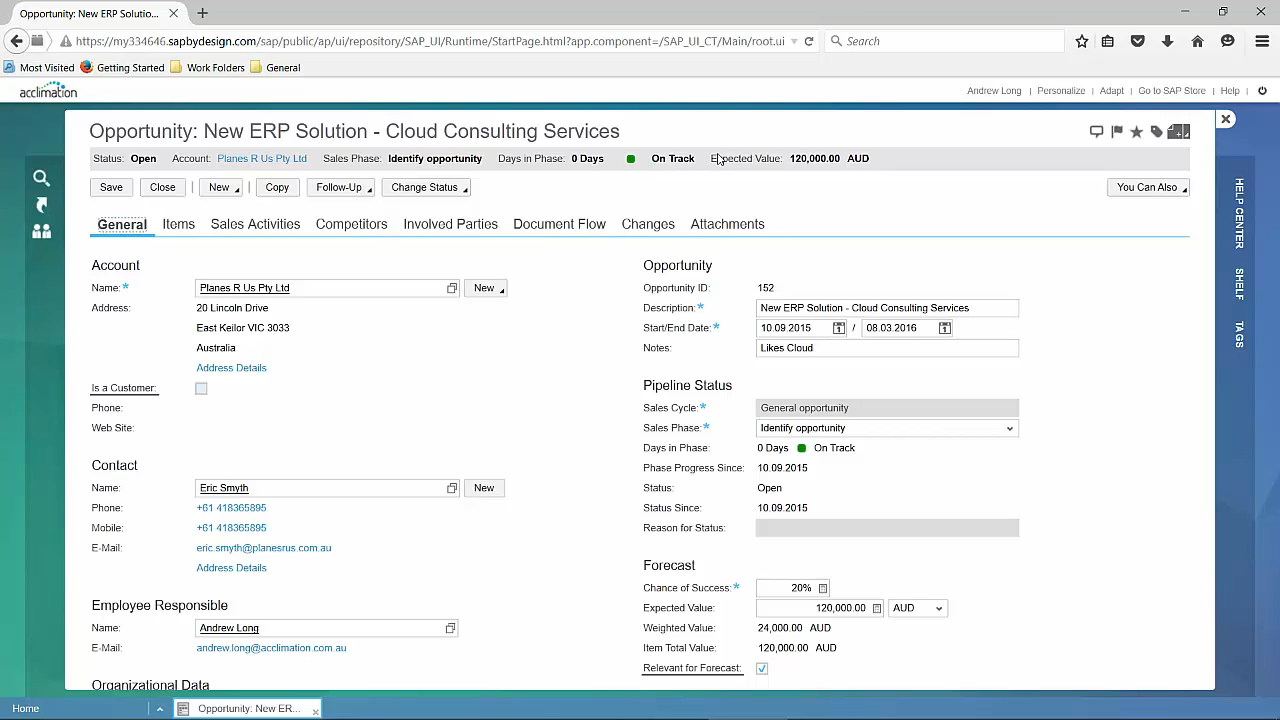 Opportunity: New ERP Solutio...
https://my334646.sapbydesign.com/sap/public/ap/ui/repository/SAP_UI/Runtime/StartPage.html?app.component=/SAP_UI_CT/Main/root.ui
Search
Most Visited Getting Started Work Folders General
acclimation
Andrew Long | Personalize | Adapt | Go to SAP Store | Help |
Opportunity: New ERP Solution - Cloud Consulting Services
Status: Open Account: Planes R Us Pty Ltd Sales Phase: Identify opportunity Days in Phase: 0 Days On Track Expected Value: 120,000.00 AUD
Save Close | New | Copy Follow-Up Change Status You Can Also
General Items Sales Activities Competitors Involved Parties Document Flow Changes Attachments
HELP CENTER
SHELF
TAGS
Account
Name:* Planes R Us Pty Ltd New
Address: 20 Lincoln Drive
East Keilor VIC 3033
Australia
Address Details
Is a Customer:
Phone:
Web Site:
Contact
Name: Eric Smyth New
Phone: +61 418365895
Mobile: +61 418365895
E-Mail: eric.smyth@planesrus.com.au
Address Details
Employee Responsible
Name: Andrew Long
E-Mail: andrew.long@acclimation.com.au
Organizational Data
Opportunity
Opportunity ID: 152
Description:* New ERP Solution - Cloud Consulting Services
Start/End Date:* 10.09.2015 / 08.03.2016
Notes: Likes Cloud
Pipeline Status
Sales Cycle:* General opportunity
Sales Phase:* Identify opportunity
Days in Phase: 0 Days On Track
Phase Progress Since: 10.09.2015
Status: Open
Status Since: 10.09.2015
Reason for Status:
Forecast
Chance of Success:* 20%
Expected Value: 120,000.00 AUD
Weighted Value: 24,000.00 AUD
Item Total Value: 120,000.00 AUD
Relevant for Forecast:
Home Opportunity: New ER...